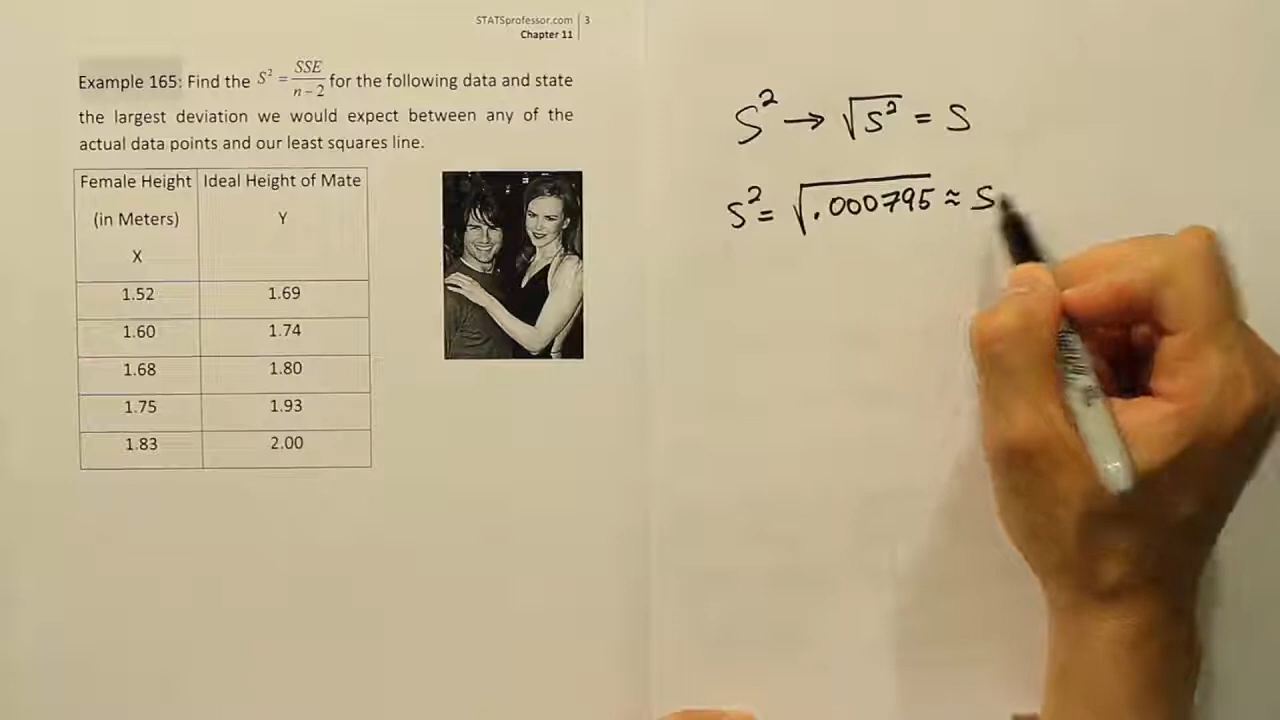 STATSprofessor.com | 3
Chapter 11
Example 165: Find the S² = SSE / n − 2 for the following data and state
the largest deviation we would expect between any of the
actual data points and our least squares line.
Female Height (in Meters) X | Ideal Height of Mate Y
1.52 | 1.69
1.60 | 1.74
1.68 | 1.80
1.75 | 1.93
1.83 | 2.00
S² → √S² = S
S² = √.000795 ≈ S